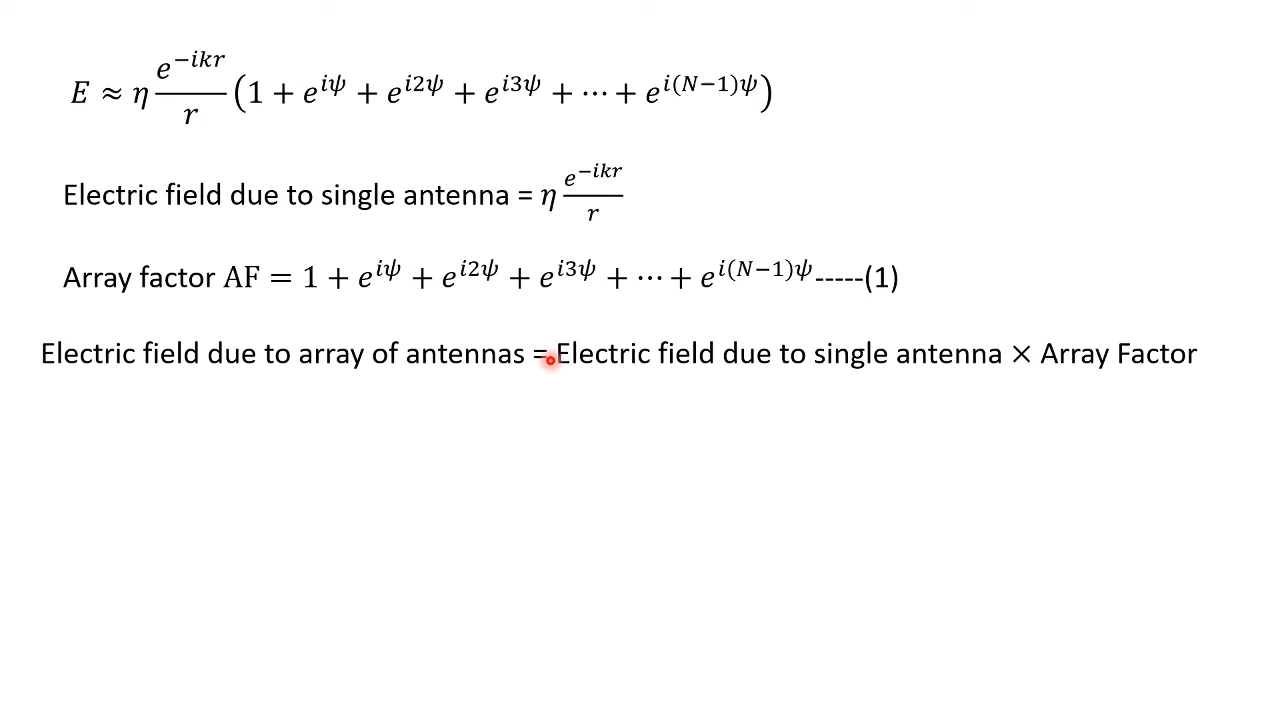 E ≈ η e^{−ikr}/r (1 + e^{iψ} + e^{i2ψ} + e^{i3ψ} + ⋯ + e^{i(N−1)ψ})
Electric field due to single antenna = η e^{−ikr}/r
Array factor AF = 1 + e^{iψ} + e^{i2ψ} + e^{i3ψ} + ⋯ + e^{i(N−1)ψ}-----(1)
Electric field due to array of antennas = Electric field due to single antenna × Array Factor